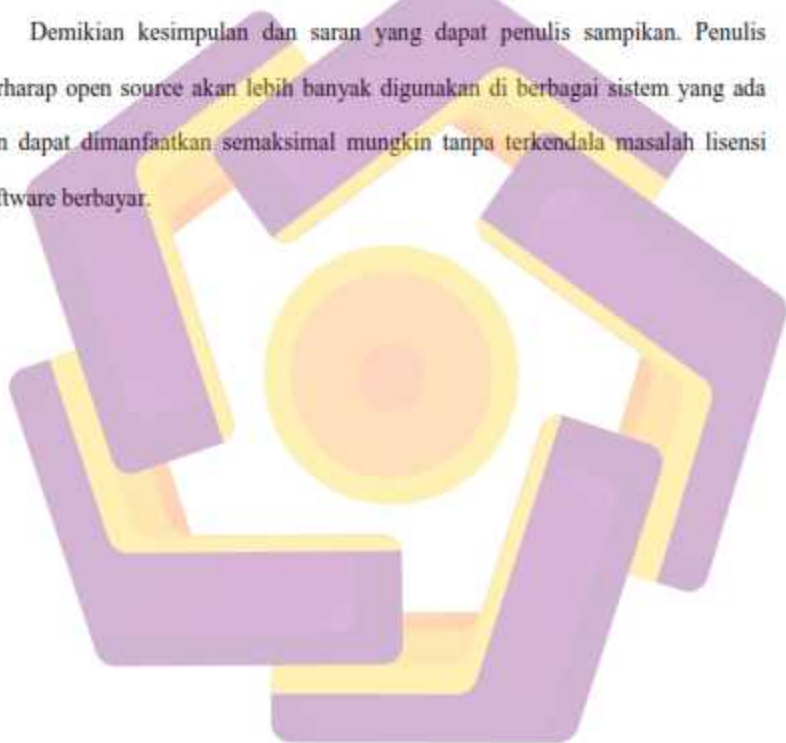 Demikian kesimpulan dan saran yang dapat penulis sampikan. Penulis
rharap open source akan lebih banyak digunakan di berbagai sistem yang ada
n dapat dimanfaatkan semaksimal mungkin tanpa terkendala masalah lisensi
ftware berbayar.